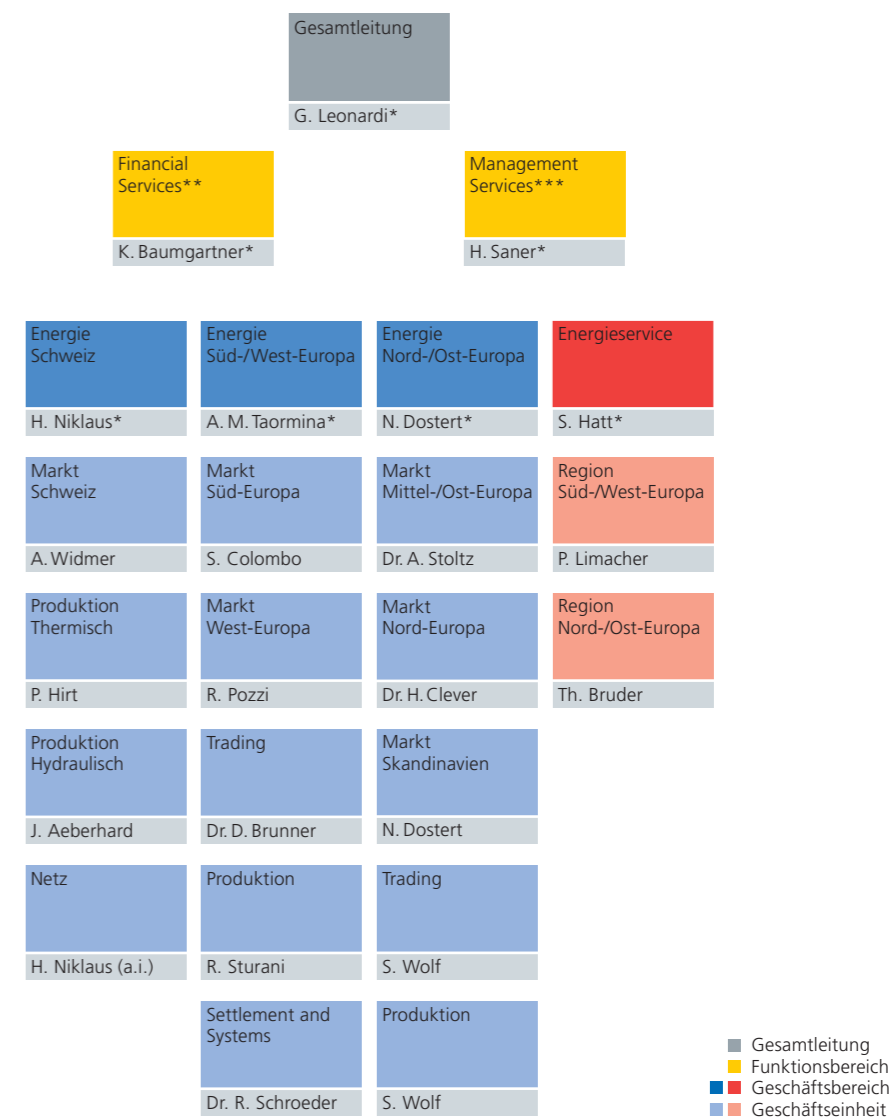 Gesamtleitung
G. Leonardi*
Financial
Services**
K. Baumgartner*
Management
Services***
H. Saner*
Energie
Schweiz
H. Niklaus*
Energie
Süd-/West-Europa
A. M. Taormina*
Energie
Nord-/Ost-Europa
N. Dostert*
Energieservice
S. Hatt*
Markt
Schweiz
A. Widmer
Markt
Süd-Europa
S. Colombo
Markt
Mittel-/Ost-Europa
Dr. A. Stoltz
Region
Süd-/West-Europa
P. Limacher
Produktion
Thermisch
P. Hirt
Markt
West-Europa
R. Pozzi
Markt
Nord-Europa
Dr. H. Clever
Region
Nord-/Ost-Europa
Th. Bruder
Produktion
Hydraulisch
J. Aeberhard
Trading
Dr. D. Brunner
Markt
Skandinavien
N. Dostert
Netz
H. Niklaus (a.i.)
Produktion
R. Sturani
Trading
S. Wolf
Settlement and
Systems
Dr. R. Schroeder
Produktion
S. Wolf
Gesamtleitung
Funktionsbereich
Geschäftsbereich
Geschäftseinheit